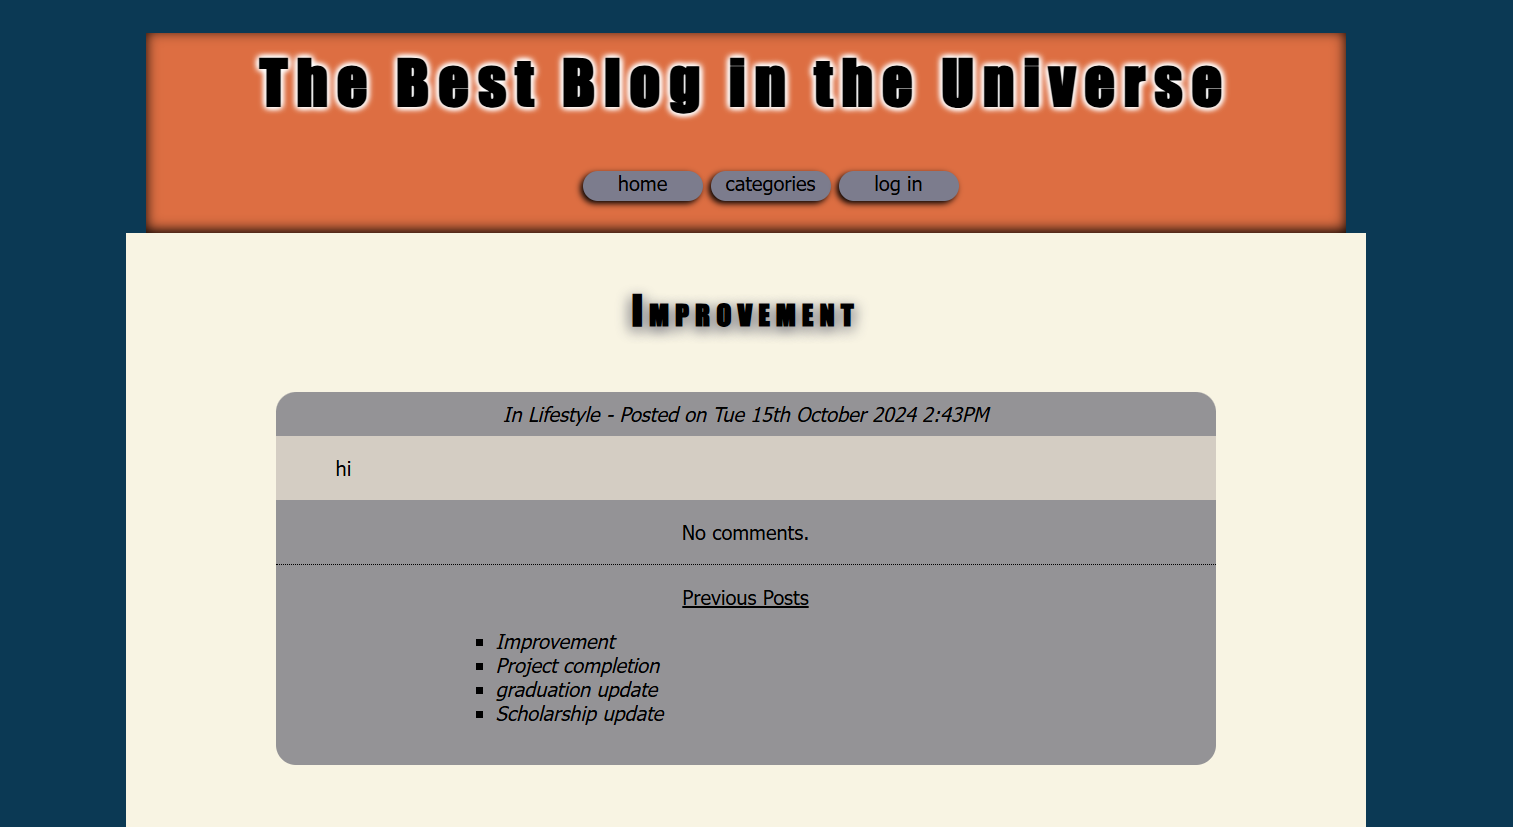 The Best Blog in the Universe
home categories log in
Improvement
In Lifestyle - Posted on Tue 15th October 2024 2:43PM
hi
No comments.
Previous Posts
Improvement
Project completion
graduation update
Scholarship update